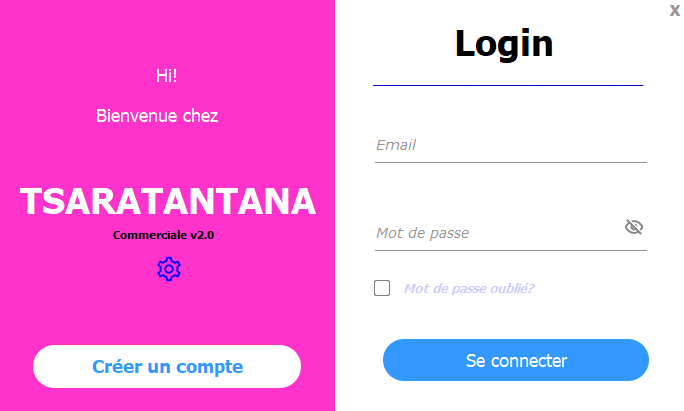 Hi!
Bienvenue chez
TSARATANTANA
Commerciale v2.0
Créer un compte
x
Login
Email
Mot de passe
Mot de passe oublié?
Se connecter